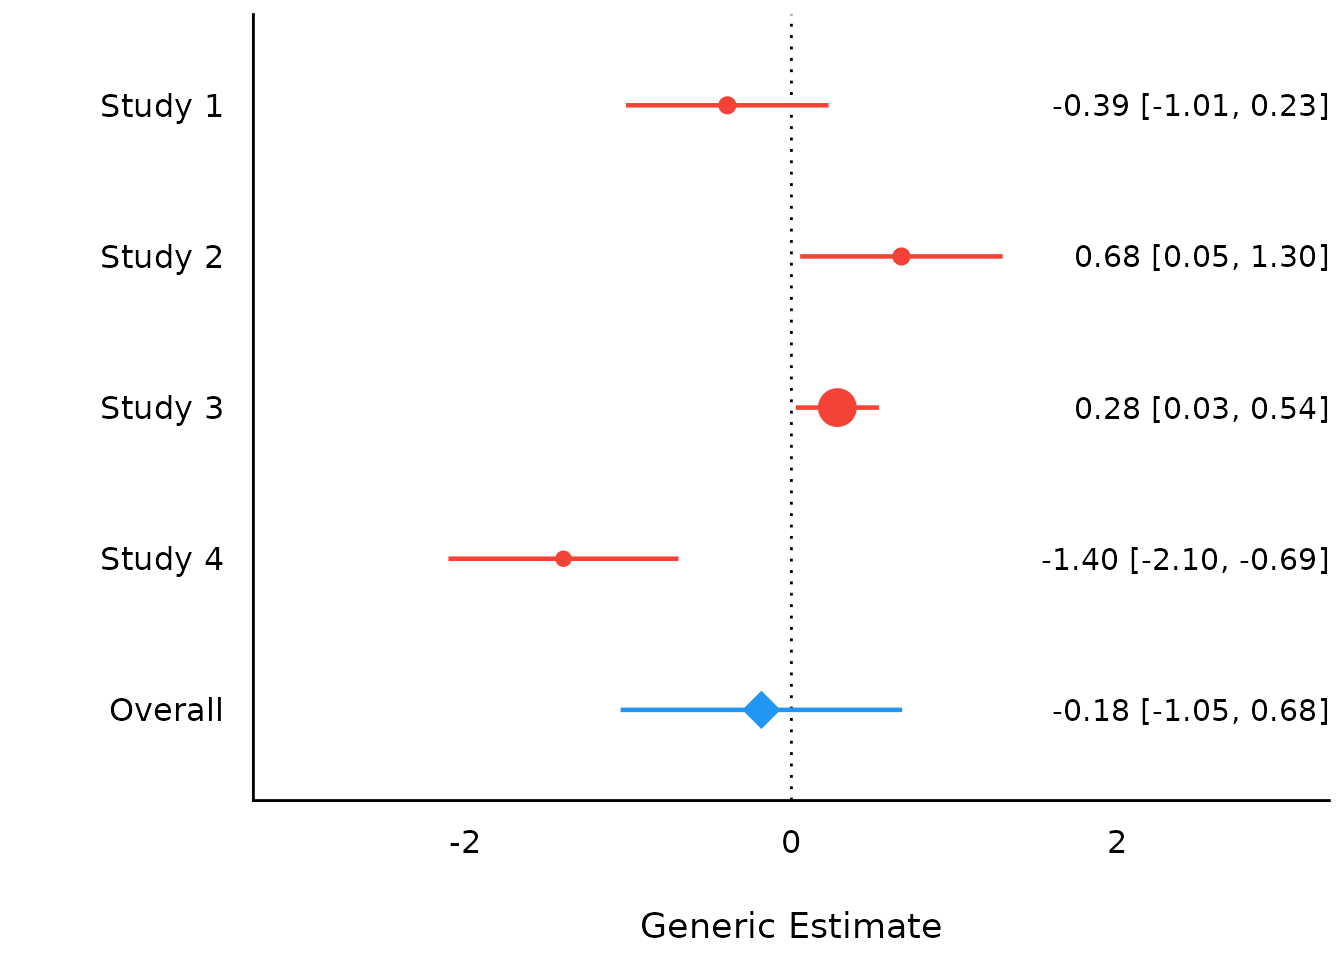 Study 1 -0.39 [-1.01, 0.23]
Study 2 0.68 [0.05, 1.30]
Study 3 0.28 [0.03, 0.54]
Study 4 -1.40 [-2.10, -0.69]
Overall -0.18 [-1.05, 0.68]
-2 0 2
Generic Estimate